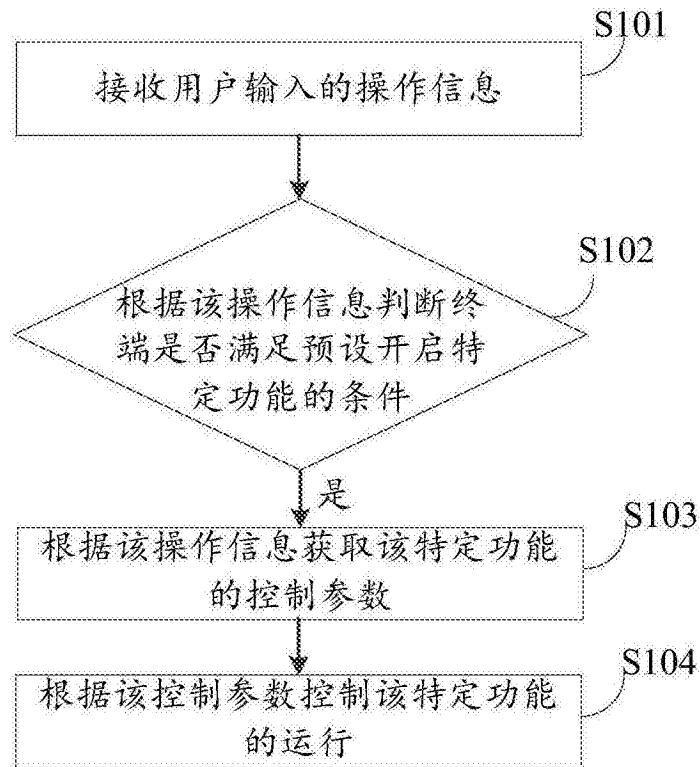 S101
接收用户输入的操作信息
S102
根据该操作信息判断终
端是否满足预设开启特
定功能的条件
是
S103
根据该操作信息获取该特定功能
的控制参数
S104
根据该控制参数控制该特定功能
的运行